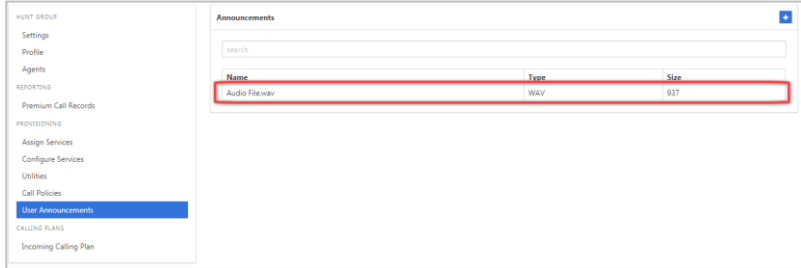 HUNT GROUP
Settings
Profile
Agents
REPORTING
Premium Call Records
PROVISIONING
Assign Services
Configure Services
Utilities
Call Policies
User Announcements
CALLING PLANS
Incoming Calling Plan
Announcements
+
search
Name Type Size
Audio File.wav WAV 937